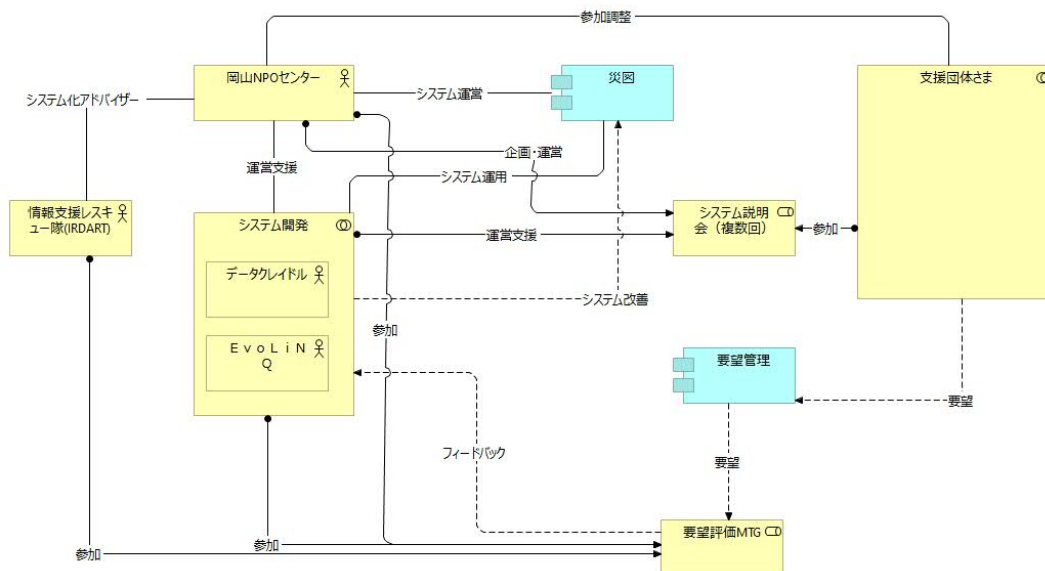 参加調整
岡山NPOセンター
災図
支援団体さま
システム化アドバイザー
システム運営
企画・運営
運営支援
システム運用
情報支援レスキ
ュー隊(IRDART)
システム開発
システム説明
会（複数回）
運営支援
参加
データクレイドル
システム改善
参加
ＥｖｏＬｉＮ
Ｑ
要望管理
要望
フィードバック
要望
要望評価MTG
参加
参加